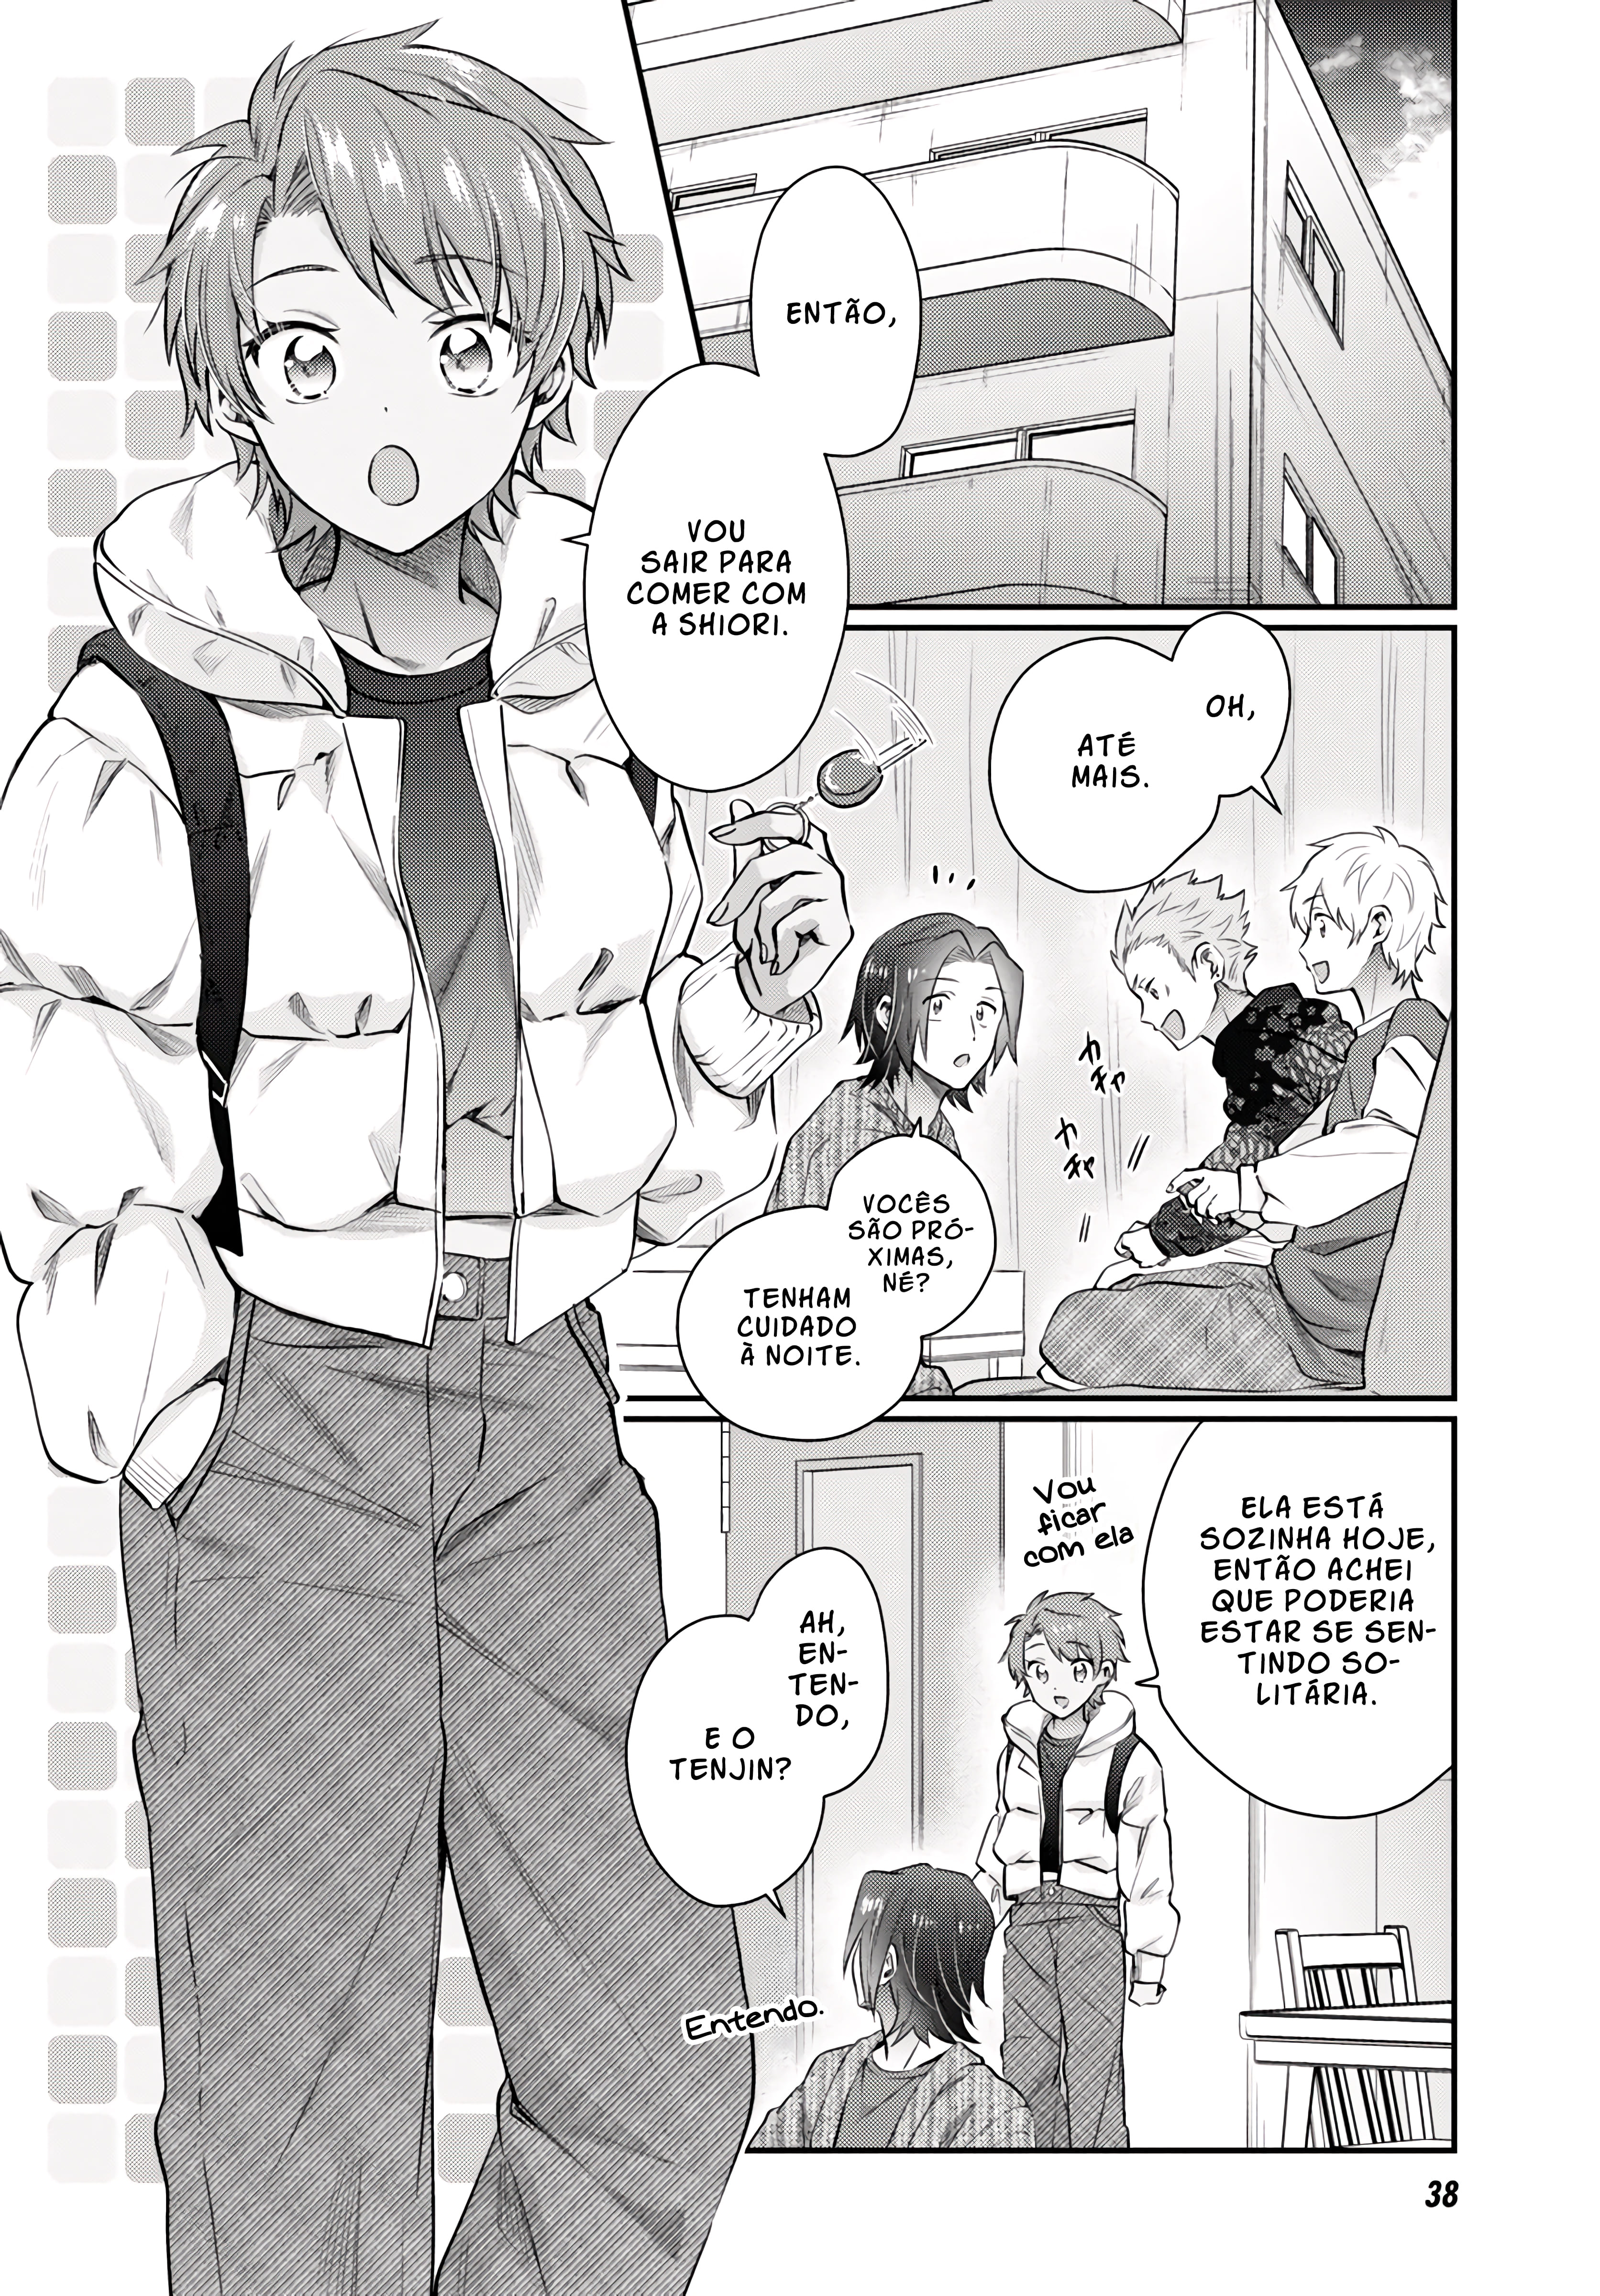 ENTÃO,
VOU
SAIR PARA
COMER COM
A SHIORI.
OH,
ATÉ
MAIS.
カチャ
カチャ
VOCÊS
SÃO PRÓ-
XIMAS,
NÉ?
TENHAM
CUIDADO
À NOITE.
ELA ESTÁ
SOZINHA HOJE,
ENTÃO ACHEI
QUE PODERIA
ESTAR SE SEN-
TINDO SO-
LITÁRIA.
Vou
ficar
com ela
AH,
EN-
TEN-
DO,
E O
TENJIN?
Entendo.
38